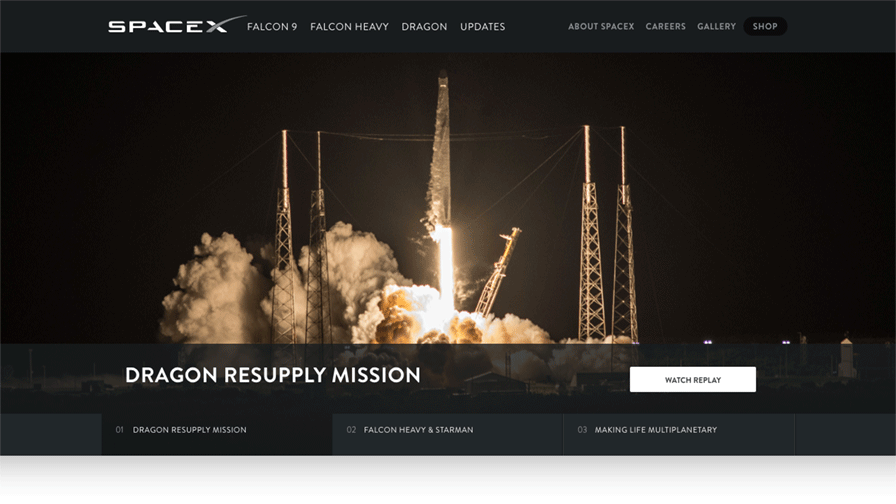 SPACEX FALCON 9 FALCON HEAVY DRAGON UPDATES ABOUT SPACEX CAREERS GALLERY SHOP
DRAGON RESUPPLY MISSION WATCH REPLAY
01 DRAGON RESUPPLY MISSION 02 FALCON HEAVY & STARMAN 03 MAKING LIFE MULTIPLANETARY